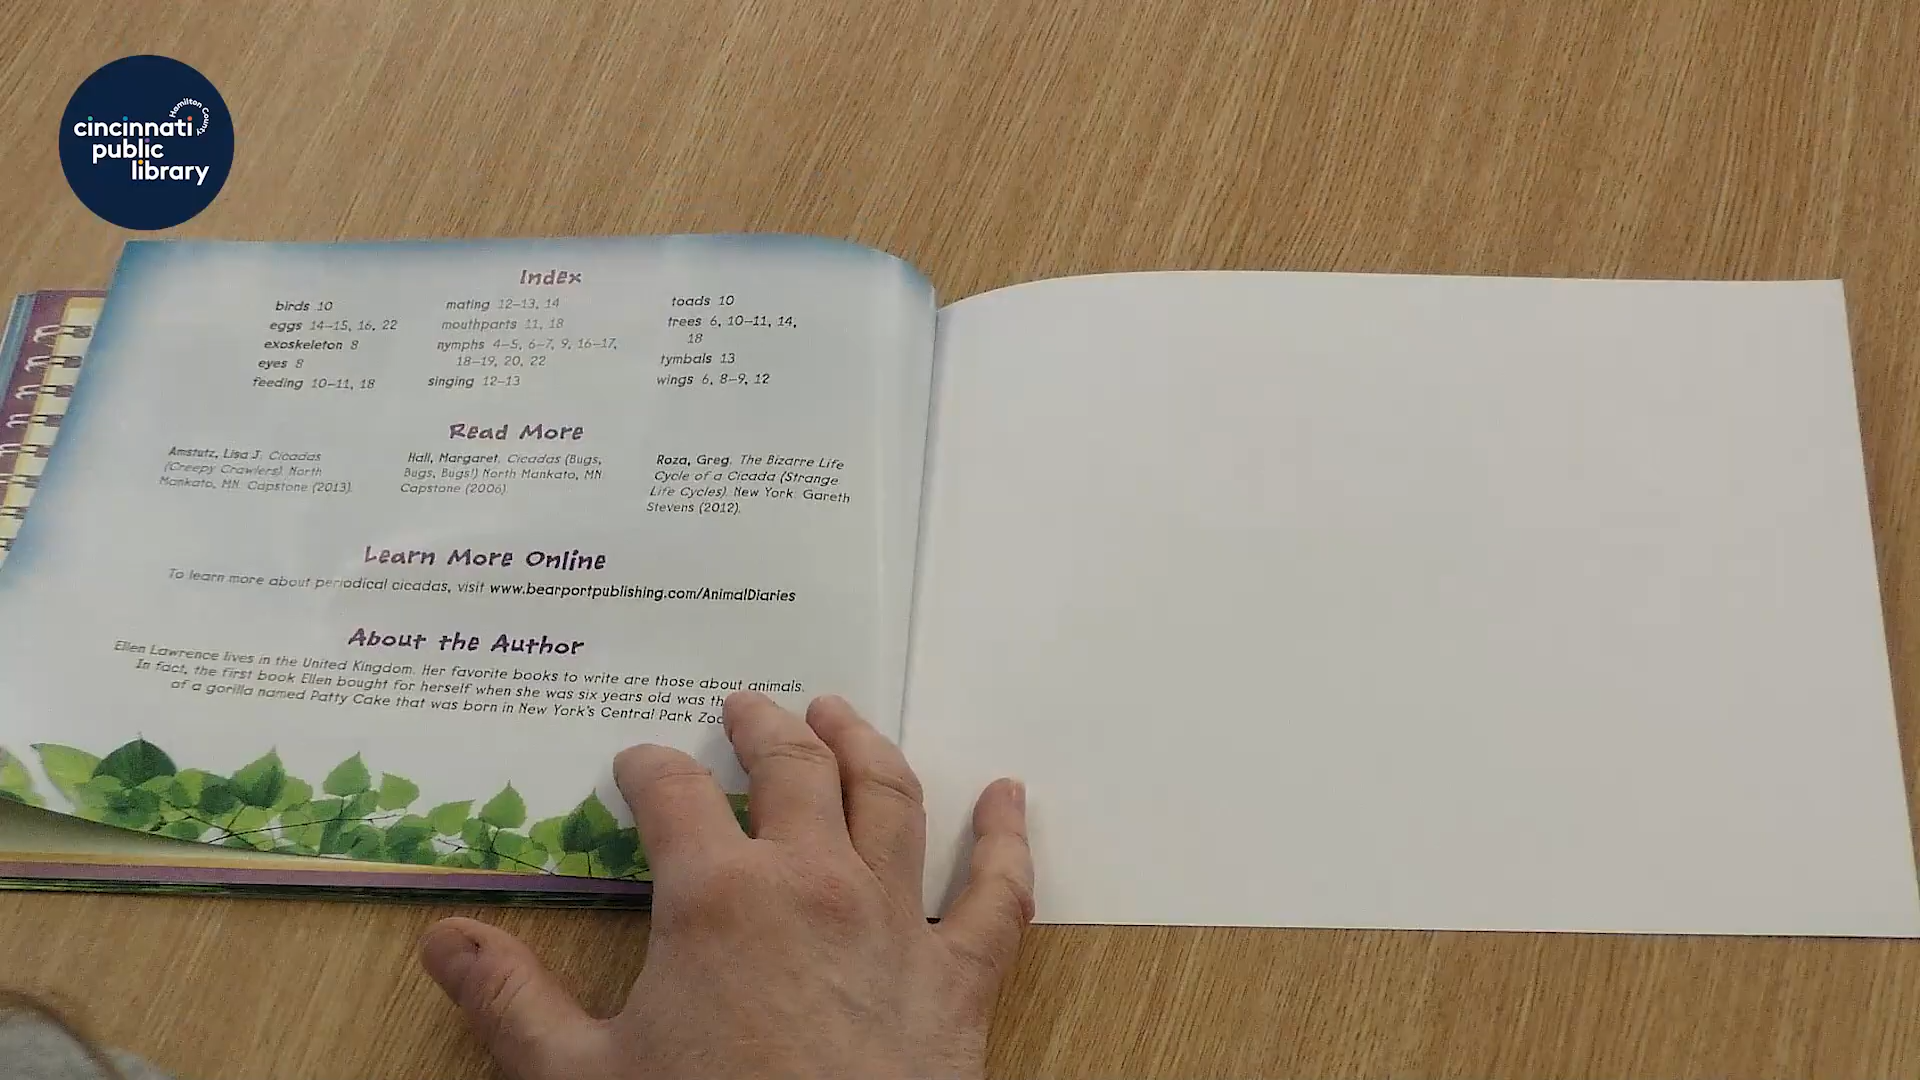 Hamilton County
cincinnati
public
library
Index
birds 10
eggs 14–15, 16, 22
exoskeleton 8
eyes 8
feeding 10–11, 18
mating 12–13, 14
mouthparts 11, 18
nymphs 4–5, 6–7, 9, 16–17,
18–19, 20, 22
singing 12–13
toads 10
trees 6, 10–11, 14,
18
tymbals 13
wings 6, 8–9, 12
Read More
Amstutz, Lisa J. Cicadas
(Creepy Crawlers). North
Mankato, MN: Capstone (2013).
Hall, Margaret. Cicadas (Bugs,
Bugs, Bugs!) North Mankato, MN:
Capstone (2006).
Roza, Greg. The Bizarre Life
Cycle of a Cicada (Strange
Life Cycles). New York: Gareth
Stevens (2012).
Learn More Online
To learn more about periodical cicadas, visit www.bearportpublishing.com/AnimalDiaries
About the Author
Ellen Lawrence lives in the United Kingdom. Her favorite books to write are those about animals.
In fact, the first book Ellen bought for herself when she was six years old was
of a gorilla named Patty Cake that was born in New York's Central Park